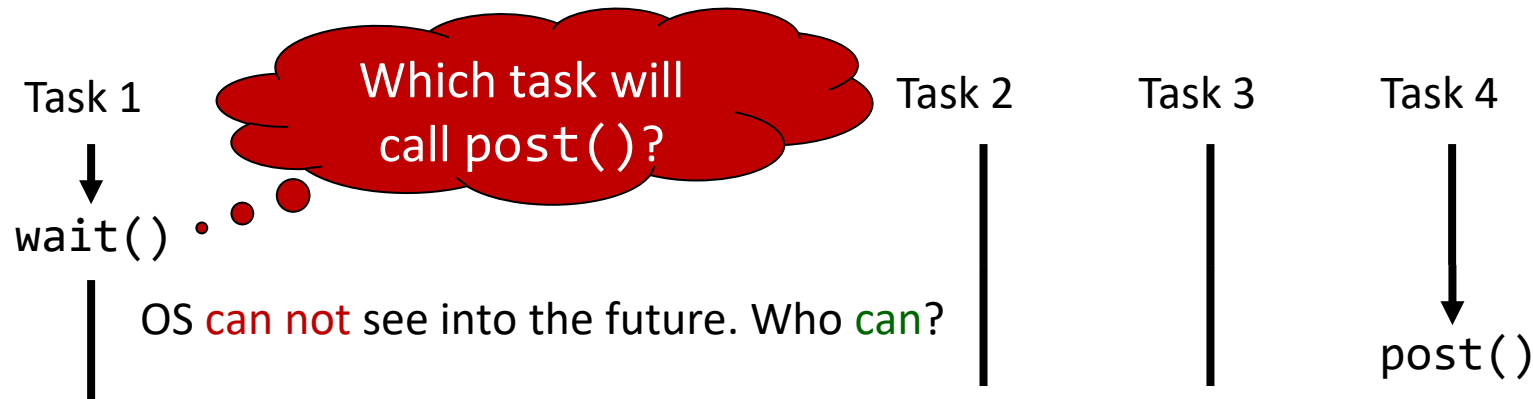 Which task will
call post()?
Task 1
Task 2
Task 3
Task 4
wait()
OS can not see into the future. Who can?
post()